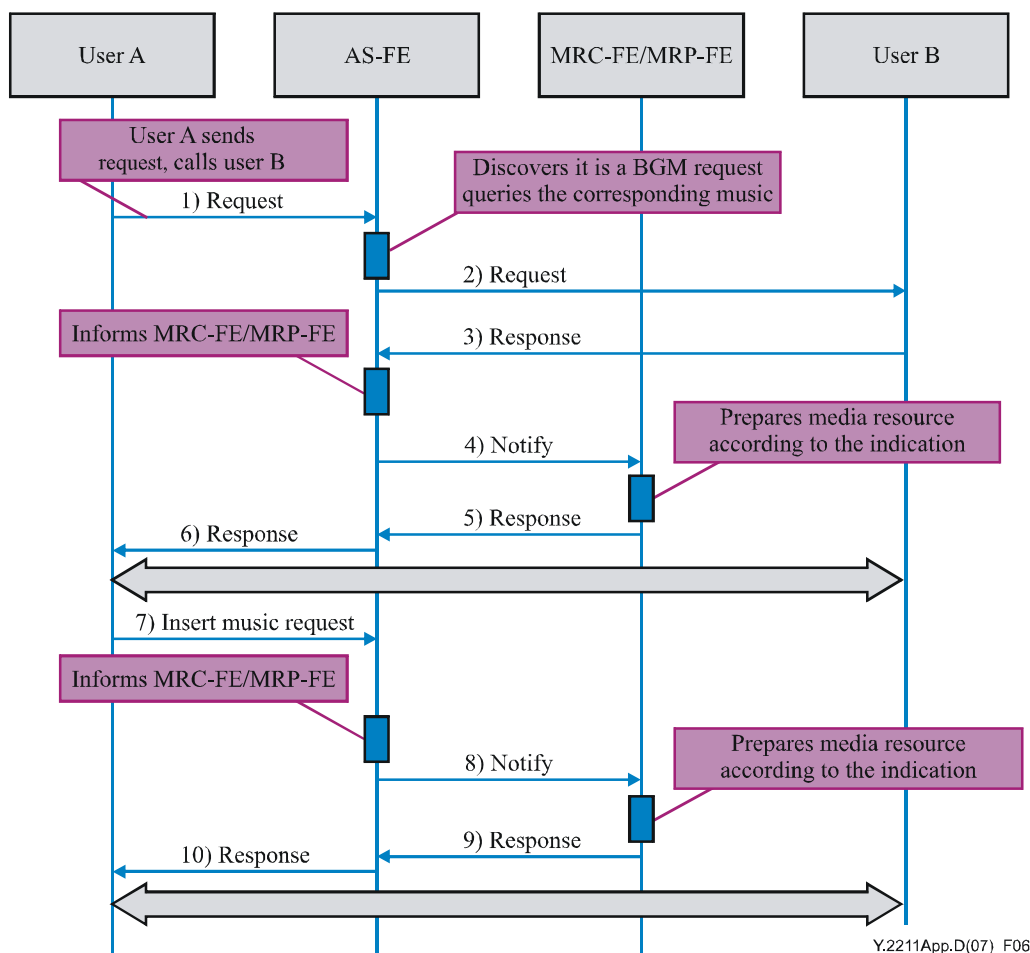 User A
AS-FE
MRC-FE/MRP-FE
User B
User A sends
request, calls user B
Discovers it is a BGM request
queries the corresponding music
1) Request
2) Request
Informs MRC-FE/MRP-FE
3) Response
Prepares media resource
according to the indication
4) Notify
5) Response
6) Response
7) Insert music request
Informs MRC-FE/MRP-FE
Prepares media resource
according to the indication
8) Notify
9) Response
10) Response
Y.2211App.D(07)_F06